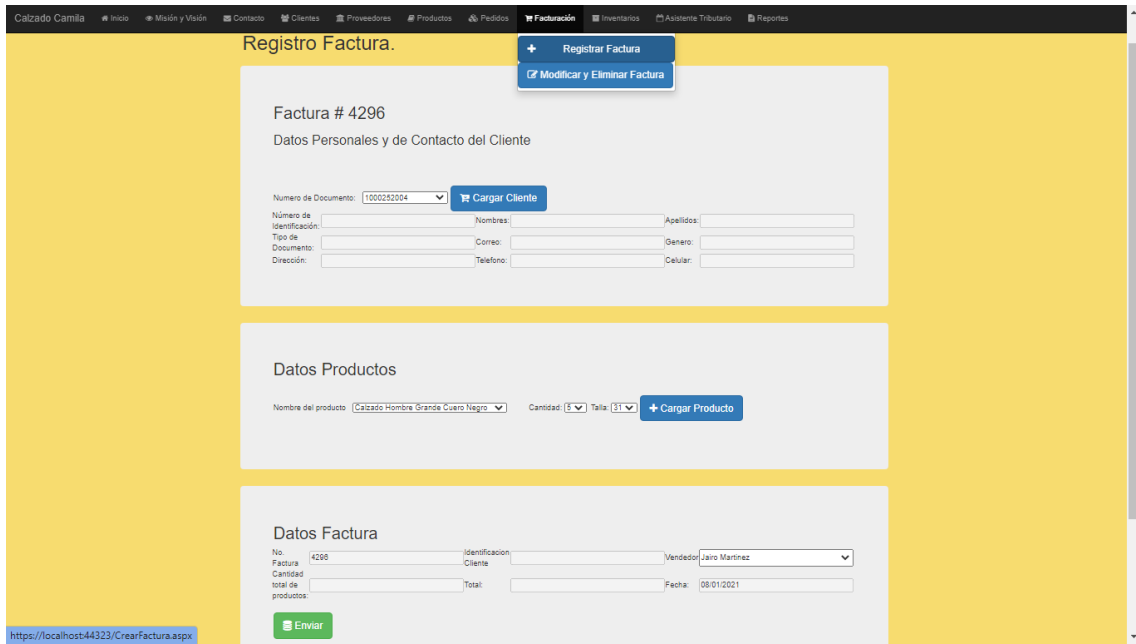 Calzado Camila Inicio Misión y Visión Contacto Clientes Proveedores Productos Pedidos Facturación Inventarios Asistente Tributario Reportes
Registrar Factura
Modificar y Eliminar Factura
Registro Factura.
Factura # 4296
Datos Personales y de Contacto del Cliente
Numero de Documento: 1000252004 Cargar Cliente
Número de Identificación: Nombres: Apellidos:
Tipo de Documento: Correo: Genero:
Dirección: Telefono: Celular:
Datos Productos
Nombre del producto Calzado Hombre Grande Cuero Negro Cantidad: 5 Talla: 31 Cargar Producto
Datos Factura
No. Factura 4296 Identificacion Cliente Vendedor Jairo Martinez
Cantidad total de productos: Total: Fecha: 08/01/2021
Enviar
https://localhost:44323/CrearFactura.aspx